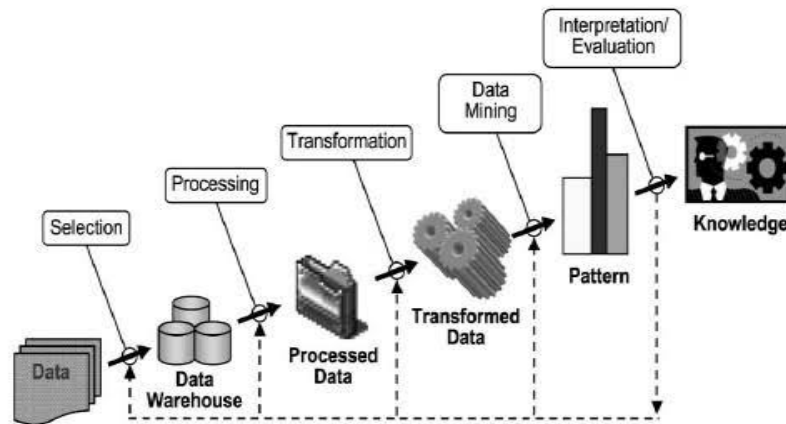 Interpretation/
Evaluation
Data
Mining
Transformation
Processing
Selection
Knowledge
Pattern
Transformed
Data
Processed
Data
Data
Warehouse
Data